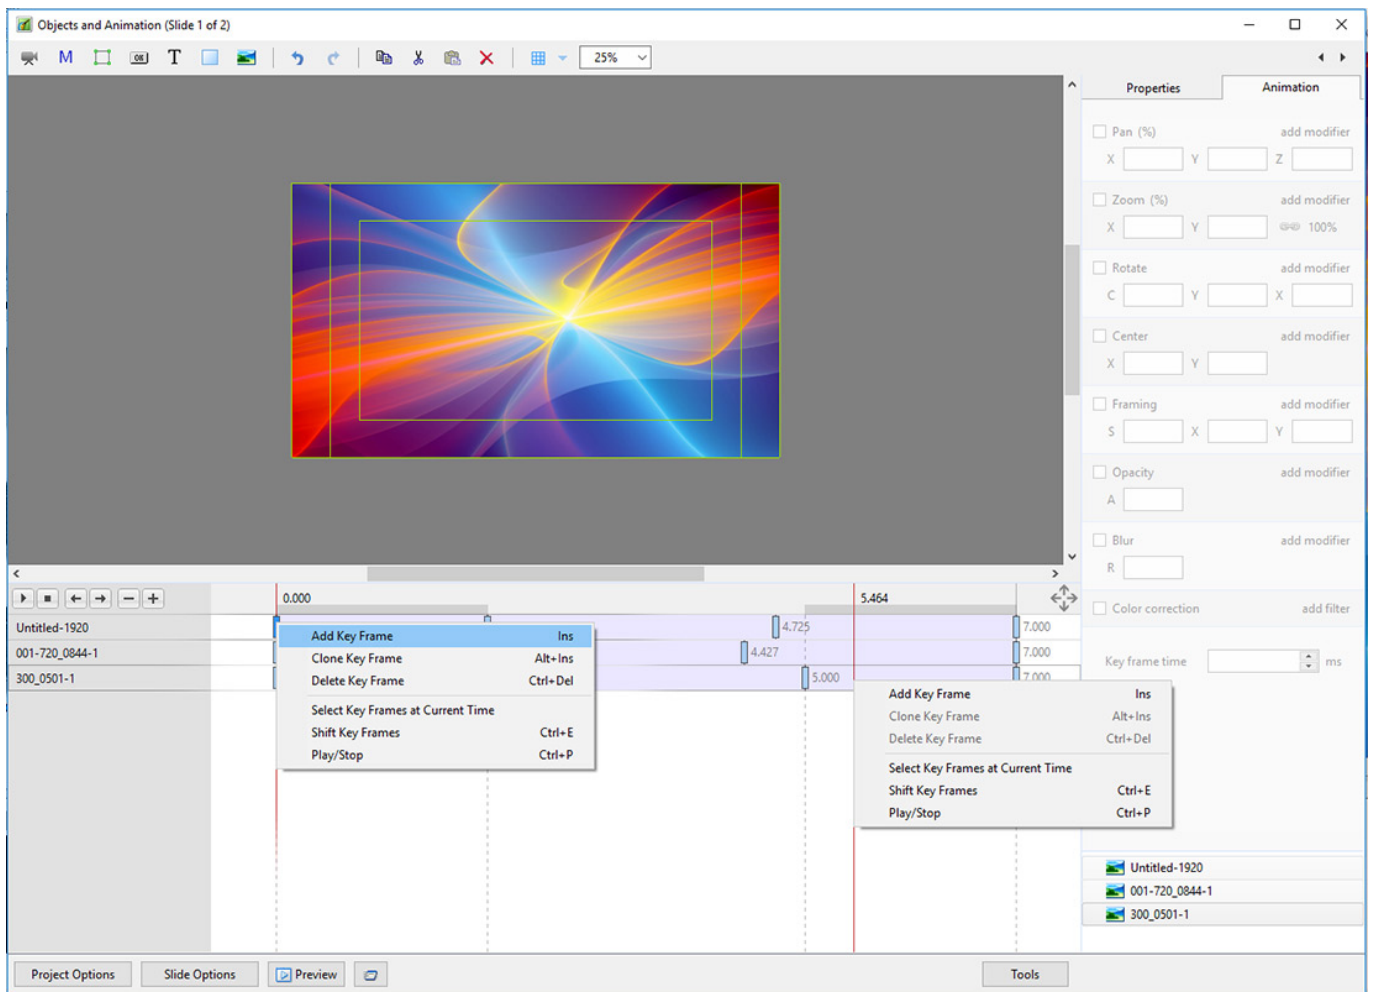 Objects and Animation (Slide 1 of 2)
M OK T 25%
Properties Animation
Pan (%) add modifier
X Y Z
Zoom (%) add modifier
X Y 100%
Rotate add modifier
C Y X
Center add modifier
X Y
Framing add modifier
S X Y
Opacity add modifier
A
Blur add modifier
R
Color correction add filter
Key frame time ms
0.000 5.464
Untitled-1920 4.725 7.000
001-720_0844-1 4.427 7.000
300_0501-1 5.000 7.000
Add Key Frame Ins
Clone Key Frame Alt+Ins
Delete Key Frame Ctrl+Del
Select Key Frames at Current Time
Shift Key Frames Ctrl+E
Play/Stop Ctrl+P
Add Key Frame Ins
Clone Key Frame Alt+Ins
Delete Key Frame Ctrl+Del
Select Key Frames at Current Time
Shift Key Frames Ctrl+E
Play/Stop Ctrl+P
Untitled-1920
001-720_0844-1
300_0501-1
Project Options Slide Options Preview Tools